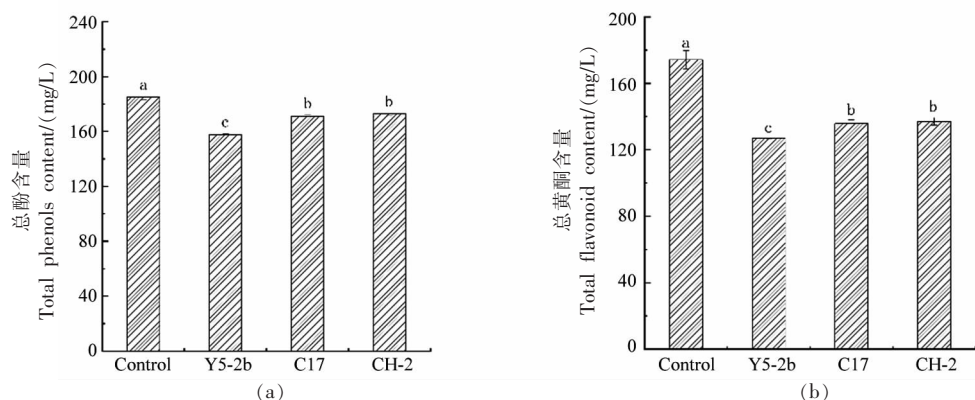 总酚含量
Total phenols content/(mg/L)
240
200
160
120
80
40
0
a
c
b
b
Control Y5-2b C17 CH-2
(a)
总黄酮含量
Total flavonoid content/(mg/L)
200
160
120
80
40
0
a
c
b
b
Control Y5-2b C17 CH-2
(b)